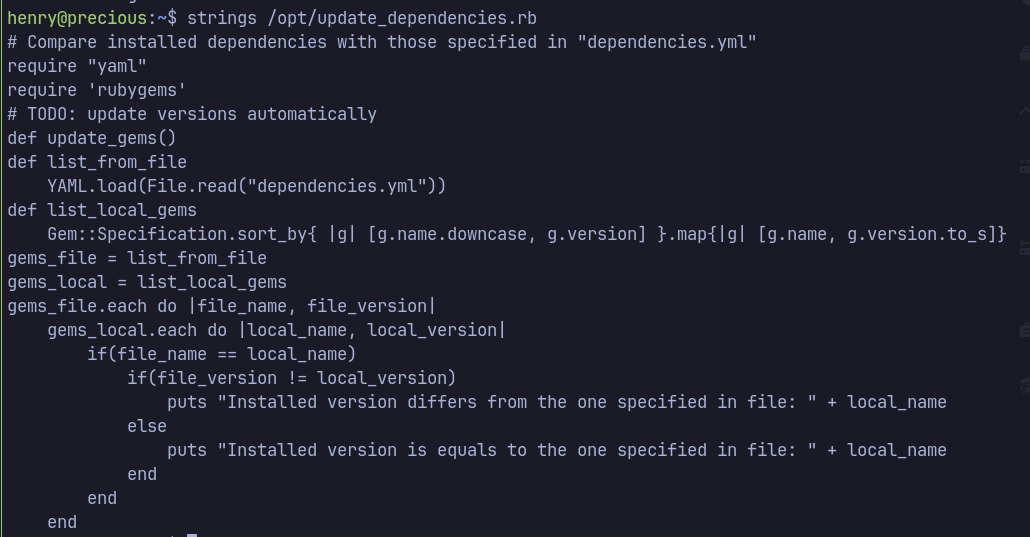 henry@precious:~$ strings /opt/update_dependencies.rb
# Compare installed dependencies with those specified in "dependencies.yml"
require "yaml"
require 'rubygems'
# TODO: update versions automatically
def update_gems()
def list_from_file
    YAML.load(File.read("dependencies.yml"))
def list_local_gems
    Gem::Specification.sort_by{ |g| [g.name.downcase, g.version] }.map{|g| [g.name, g.version.to_s]}
gems_file = list_from_file
gems_local = list_local_gems
gems_file.each do |file_name, file_version|
    gems_local.each do |local_name, local_version|
        if(file_name == local_name)
            if(file_version != local_version)
                puts "Installed version differs from the one specified in file: " + local_name
            else
                puts "Installed version is equals to the one specified in file: " + local_name
            end
        end
    end